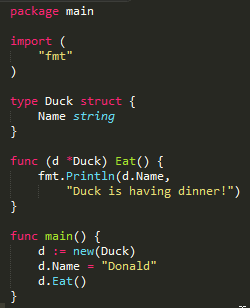 package main
import (
"fmt"
)
type Duck struct {
Name string
}
func (d *Duck) Eat() {
fmt.Println(d.Name,
"Duck is having dinner!")
}
func main() {
d := new(Duck)
d.Name = "Donald"
d.Eat()
}